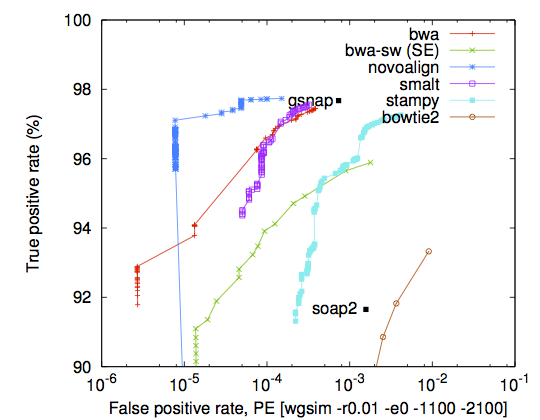 100
98
96
94
92
90
True positive rate (%)
bwa
bwa-sw (SE)
novoalign
smalt
stampy
bowtie2
gsnap
soap2
10-6 10-5 10-4 10-3 10-2 10-1
False positive rate, PE [wgsim -r0.01 -e0 -1100 -2100]